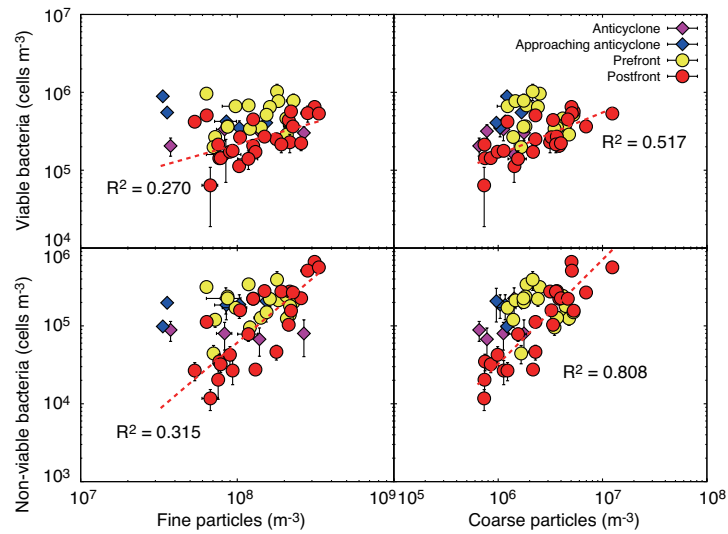 10⁷
10⁶
10⁵
10⁴
Viable bacteria (cells m⁻³)
R² = 0.270
Anticyclone
Approaching anticyclone
Prefront
Postfront
R² = 0.517
10⁶
10⁵
10⁴
10³
Non-viable bacteria (cells m⁻³)
R² = 0.315
R² = 0.808
10⁷
10⁸
10⁹
10⁵
10⁶
10⁷
10⁸
Fine particles (m⁻³)
Coarse particles (m⁻³)